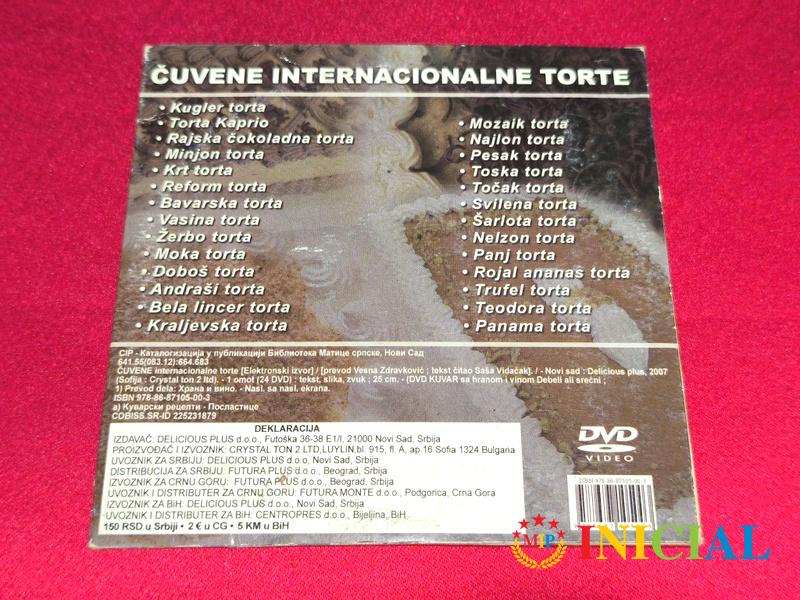 ČUVENE INTERNACIONALNE TORTE
• Kugler torta
• Torta Kaprio
• Rajska čokoladna torta
• Minjon torta
• Krt torta
• Reform torta
• Bavarska torta
• Vasina torta
• Žerbo torta
• Moka torta
• Doboš torta
• Andraši torta
• Bela lincer torta
• Kraljevska torta
• Mozaik torta
• Najlon torta
• Pesak torta
• Toska torta
• Točak torta
• Svilena torta
• Šarlota torta
• Nelzon torta
• Panj torta
• Rojal ananas torta
• Trufel torta
• Teodora torta
• Panama torta
CIP - Каталогизација у публикацији Библиотека Матице српске, Нови Сад
641.55(083.12):664.683
ČUVENE internacionalne torte [Elektronski izvor] / [prevod Vesna Zdravković ; tekst čitao Saša Vidačak]. / - Novi sad : Delicious plus, 2007
(Sofija : Crystal ton 2 ltd). - 1 omot (24 DVD) : tekst, slika, zvuk ; 25 cm. - (DVD KUVAR sa hranom i vinom Debeli ali srećni ;
1) Prevod dela: Храна и вино. - Nasl. sa nasl. ekrana.
ISBN 978-86-87105-00-3
a) Куварски рецепти - Посластице
COBISS.SR-ID 225231879
DEKLARACIJA
IZDAVAČ: DELICIOUS PLUS d.o.o., Futoška 36-38 E1/I, 21000 Novi Sad, Srbija
PROIZVOĐAČ I IZVOZNIK: CRYSTAL TON 2 LTD,LUYLIN,bl. 915, fl. A, ap.16 Sofia 1324 Bulgaria
UVOZNIK ZA SRBIJU: DELICIOUS PLUS d.o.o, Novi Sad, Srbija
DISTRIBUCIJA ZA SRBIJU: FUTURA PLUS d.o.o., Beograd, Srbija
IZVOZNIK ZA CRNU GORU: FUTURA PLUS d.o.o., Beograd, Srbija
UVOZNIK I DISTRIBUTER ZA CRNU GORU: FUTURA MONTE d.o.o., Podgorica, Crna Gora
IZVOZNIK ZA BiH: DELICIOUS PLUS d.o.o., Novi Sad, Srbija
UVOZNIK I DISTRIBUTER ZA BiH: CENTROPRES d.o.o., Bijeljina, BiH
150 RSD u Srbiji • 2 € u CG • 5 KM u BiH
DVD
VIDEO
ISBN 978-86-87105-00-3
MIP INICIAL